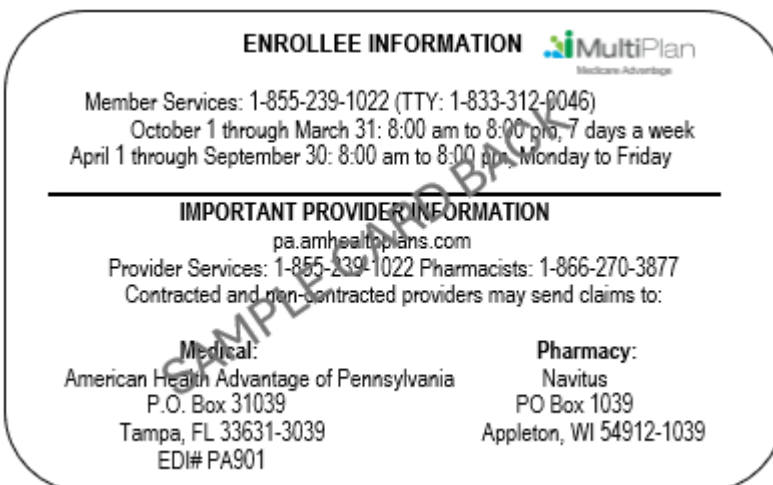 ENROLLEE INFORMATION MultiPlan
Medicare Advantage
Member Services: 1-855-239-1022 (TTY: 1-833-312-0046)
October 1 through March 31: 8:00 am to 8:00 pm, 7 days a week
April 1 through September 30: 8:00 am to 8:00 pm, Monday to Friday
IMPORTANT PROVIDER INFORMATION
pa.amhealthplans.com
Provider Services: 1-855-239-1022 Pharmacists: 1-866-270-3877
Contracted and non-contracted providers may send claims to:
Medical:
American Health Advantage of Pennsylvania
P.O. Box 31039
Tampa, FL 33631-3039
EDI# PA901
Pharmacy:
Navitus
PO Box 1039
Appleton, WI 54912-1039
SAMPLE CARD BACK